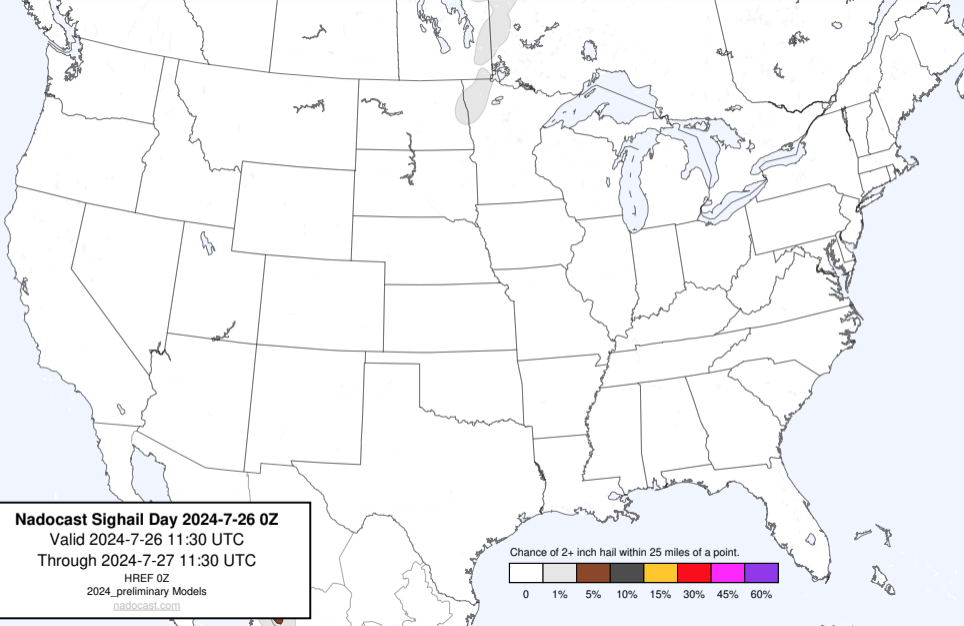 Nadocast Sighail Day 2024-7-26 0Z
Valid 2024-7-26 11:30 UTC
Through 2024-7-27 11:30 UTC
HREF 0Z
2024_preliminary Models
nadocast.com
Chance of 2+ inch hail within 25 miles of a point.
0 1% 5% 10% 15% 30% 45% 60%